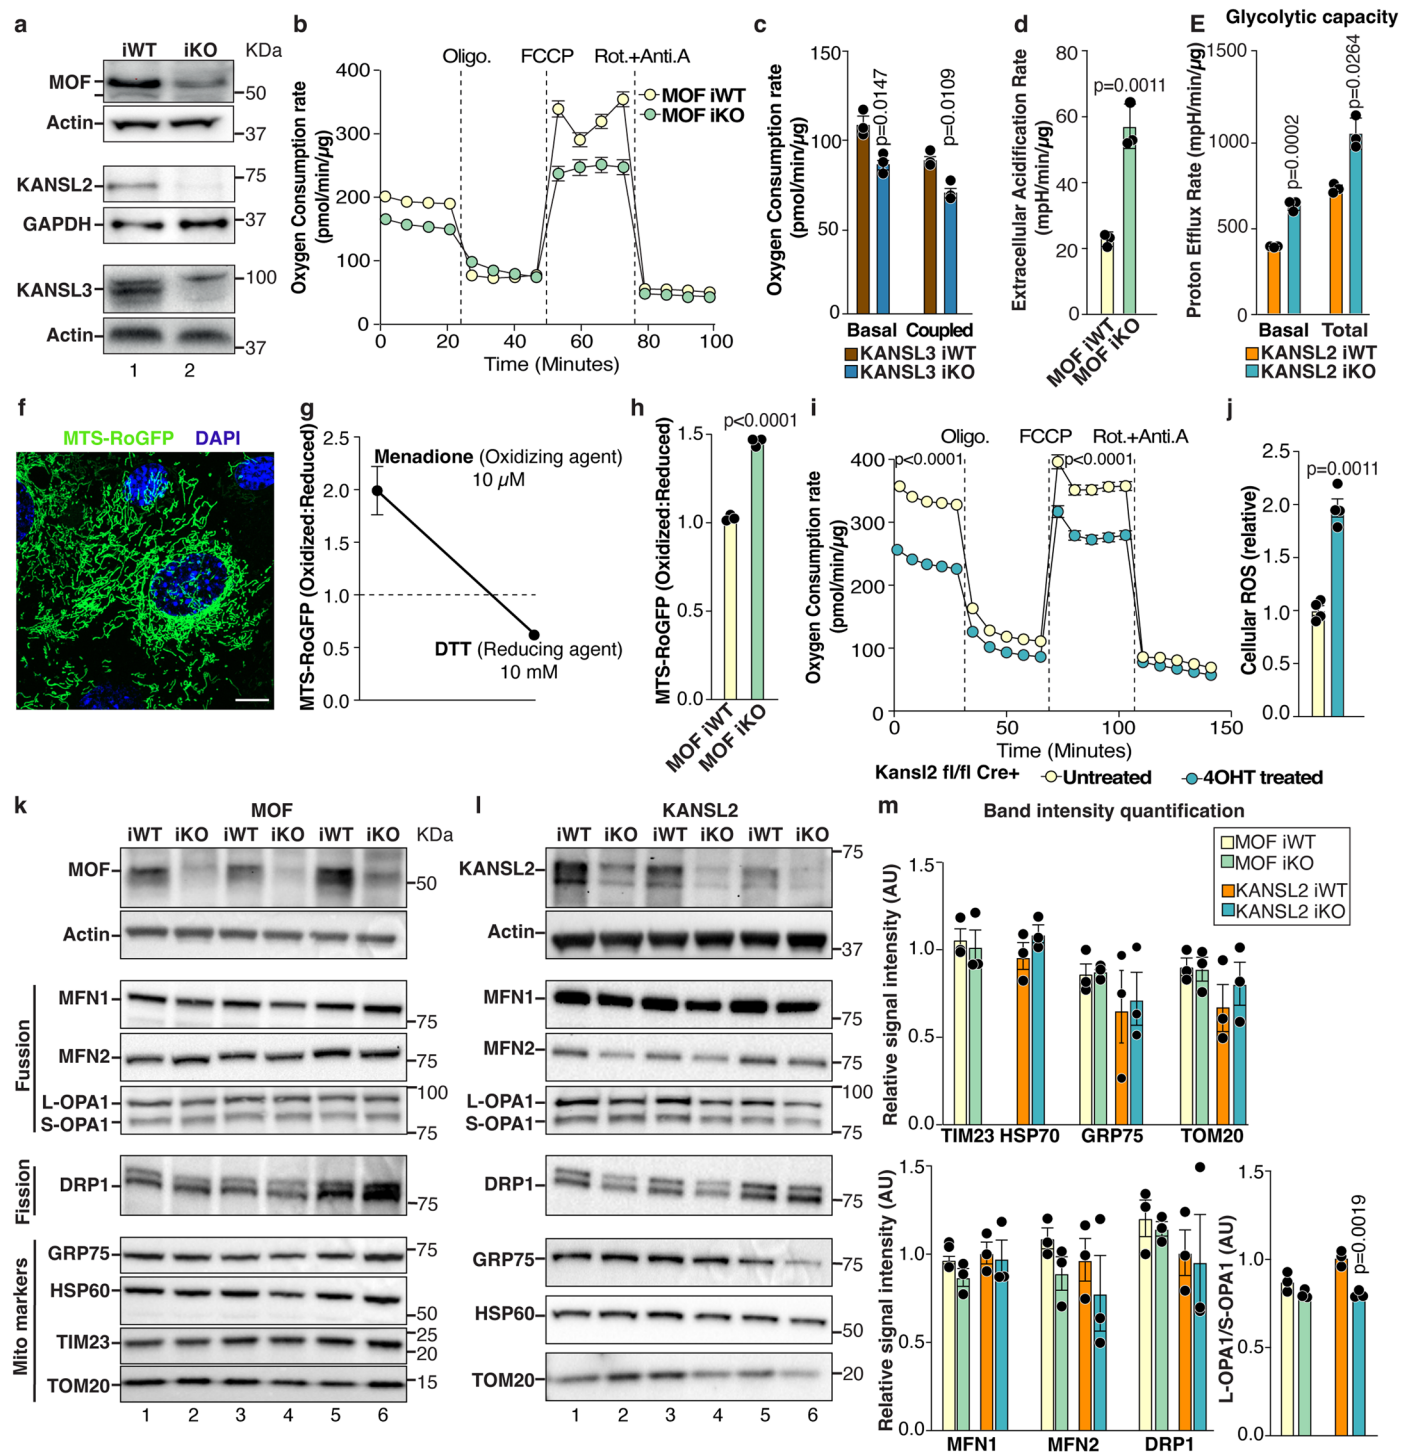 a
iWT iKO KDa
MOF
50
Actin
37
KANSL2
75
GAPDH
37
KANSL3
100
Actin
37
1 2
b
Oligo. FCCP Rot.+Anti.A
MOF iWT
MOF iKO
Oxygen Consumption rate
(pmol/min/µg)
400
300
200
100
0
0 20 40 60 80 100
Time (Minutes)
c
Oxygen Consumption rate
(pmol/min/µg)
150
100
50
0
p=0.0147
p=0.0109
Basal Coupled
KANSL3 iWT
KANSL3 iKO
d
Extracellular Acidification Rate
(mpH/min/µg)
80
60
40
20
0
p=0.0011
MOF iWT
MOF iKO
E
Glycolytic capacity
Proton Efflux Rate (mpH/min/µg)
1500
1000
500
0
p=0.0002
p=0.0264
Basal Total
KANSL2 iWT
KANSL2 iKO
f
MTS-RoGFP DAPI
g
MTS-RoGFP (Oxidized:Reduced)
2.5
2.0
1.5
1.0
0.5
0.0
Menadione (Oxidizing agent)
10 µM
DTT (Reducing agent)
10 mM
h
MTS-RoGFP (Oxidized:Reduced)
p<0.0001
1.5
1.0
0.5
0.0
MOF iWT
MOF iKO
i
Oligo. FCCP Rot.+Anti.A
p<0.0001 p<0.0001
Oxygen Consumption rate
(pmol/min/µg)
400
300
200
100
0
0 50 100 150
Time (Minutes)
Kansl2 fl/fl Cre+ Untreated 4OHT treated
j
Cellular ROS (relative)
2.5
2.0
1.5
1.0
0.5
0.0
p=0.0011
k
MOF
iWT iKO iWT iKO iWT iKO KDa
MOF
50
Actin
Fussion
MFN1
75
MFN2
75
L-OPA1
S-OPA1
100
75
Fission
DRP1
75
Mito markers
GRP75
75
HSP60
50
TIM23
25
20
TOM20
15
1 2 3 4 5 6
l
KANSL2
iWT iKO iWT iKO iWT iKO
KANSL2
75
Actin
37
MFN1
75
MFN2
75
L-OPA1
S-OPA1
100
75
DRP1
75
GRP75
75
HSP60
50
TOM20
20
1 2 3 4 5 6
m
Band intensity quantification
MOF iWT
MOF iKO
KANSL2 iWT
KANSL2 iKO
Relative signal intensity (AU)
1.5
1.0
0.5
0.0
TIM23 HSP70 GRP75 TOM20
Relative signal intensity (AU)
1.5
1.0
0.5
0.0
MFN1 MFN2 DRP1
L-OPA1/S-OPA1 (AU)
1.5
1.0
0.5
0.0
p=0.0019